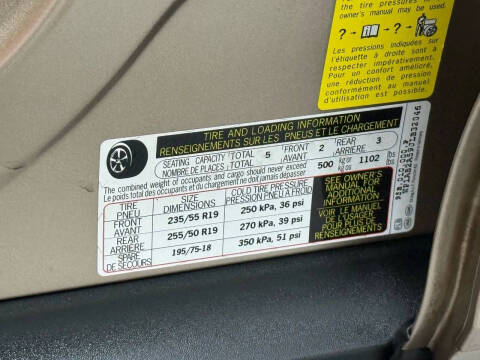 the tire pressures
owner's manual may be used.
? → i → ?
Les pressions indiquées sur
l'étiquette à droite sont à
respecter impérativement.
Pour un confort amélioré,
une réduction de pression
conformément au manuel
d'utilisation est possible.
TIRE AND LOADING INFORMATION
RENSEIGNEMENTS SUR LES PNEUS ET LE CHARGEMENT
SEATING CAPACITY TOTAL 5 FRONT 2 REAR 3
NOMBRE DE PLACES TOTAL AVANT ARRIÈRE
The combined weight of occupants and cargo should never exceed 500 kg or 1102 lbs
Le poids total des occupants et du chargement ne doit jamais dépasser kg ou lbs
TIRE SIZE COLD TIRE PRESSURE
PNEU DIMENSIONS PRESSION PNEU A FROID
FRONT 235/55 R19 250 kPa, 36 psi
AVANT
REAR 255/50 R19 270 kPa, 39 psi
ARRIÈRE
SPARE 195/75-18 350 kPa, 51 psi
DE SECOURS
SEE OWNER'S
MANUAL FOR
ADDITIONAL
INFORMATION
VOIR LE MANUEL
DE L'USAGER
POUR PLUS DE
RENSEIGNEMENTS